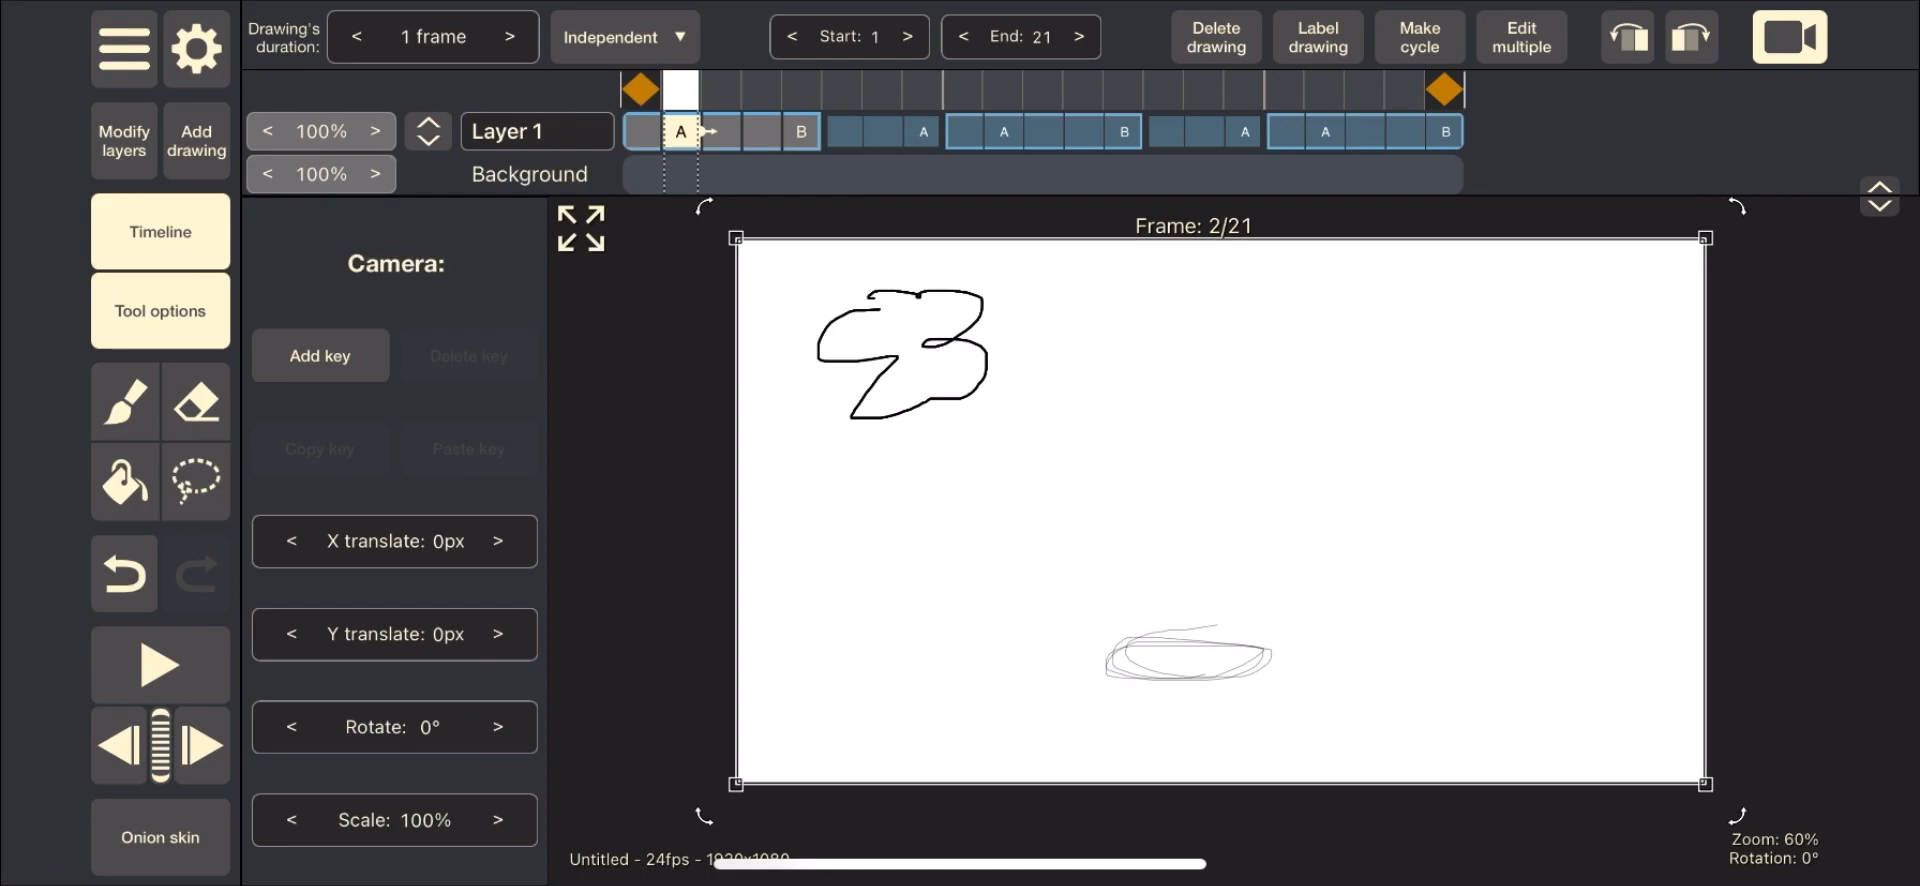 Drawing's duration:
< 1 frame >
Independent ▼
< Start: 1 >
< End: 21 >
Delete drawing
Label drawing
Make cycle
Edit multiple
Modify layers
Add drawing
< 100% >
Layer 1
A B A A B A A B
< 100% >
Background
Timeline
Tool options
Camera:
Frame: 2/21
Add key
Delete key
Copy key
Paste key
< X translate: 0px >
< Y translate: 0px >
< Rotate: 0° >
< Scale: 100% >
Onion skin
Untitled - 24fps - 1920x1080
Zoom: 60%
Rotation: 0°